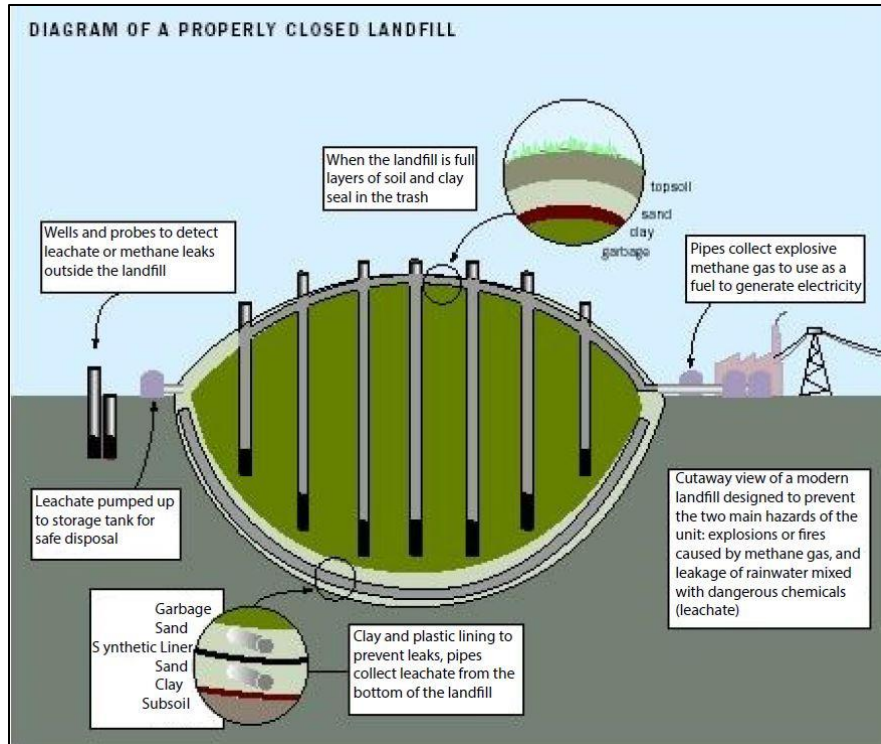 DIAGRAM OF A PROPERLY CLOSED LANDFILL
When the landfill is full
layers of soil and clay
seal in the trash
topsoil
sand
clay
garbage
Wells and probes to detect
leachate or methane leaks
outside the landfill
Pipes collect explosive
methane gas to use as a
fuel to generate electricity
Leachate pumped up
to storage tank for
safe disposal
Cutaway view of a modern
landfill designed to prevent
the two main hazards of the
unit: explosions or fires
caused by methane gas, and
leakage of rainwater mixed
with dangerous chemicals
(leachate)
Garbage
Sand
S ynthetic Liner
Sand
Clay
Subsoil
Clay and plastic lining to
prevent leaks, pipes
collect leachate from the
bottom of the landfill